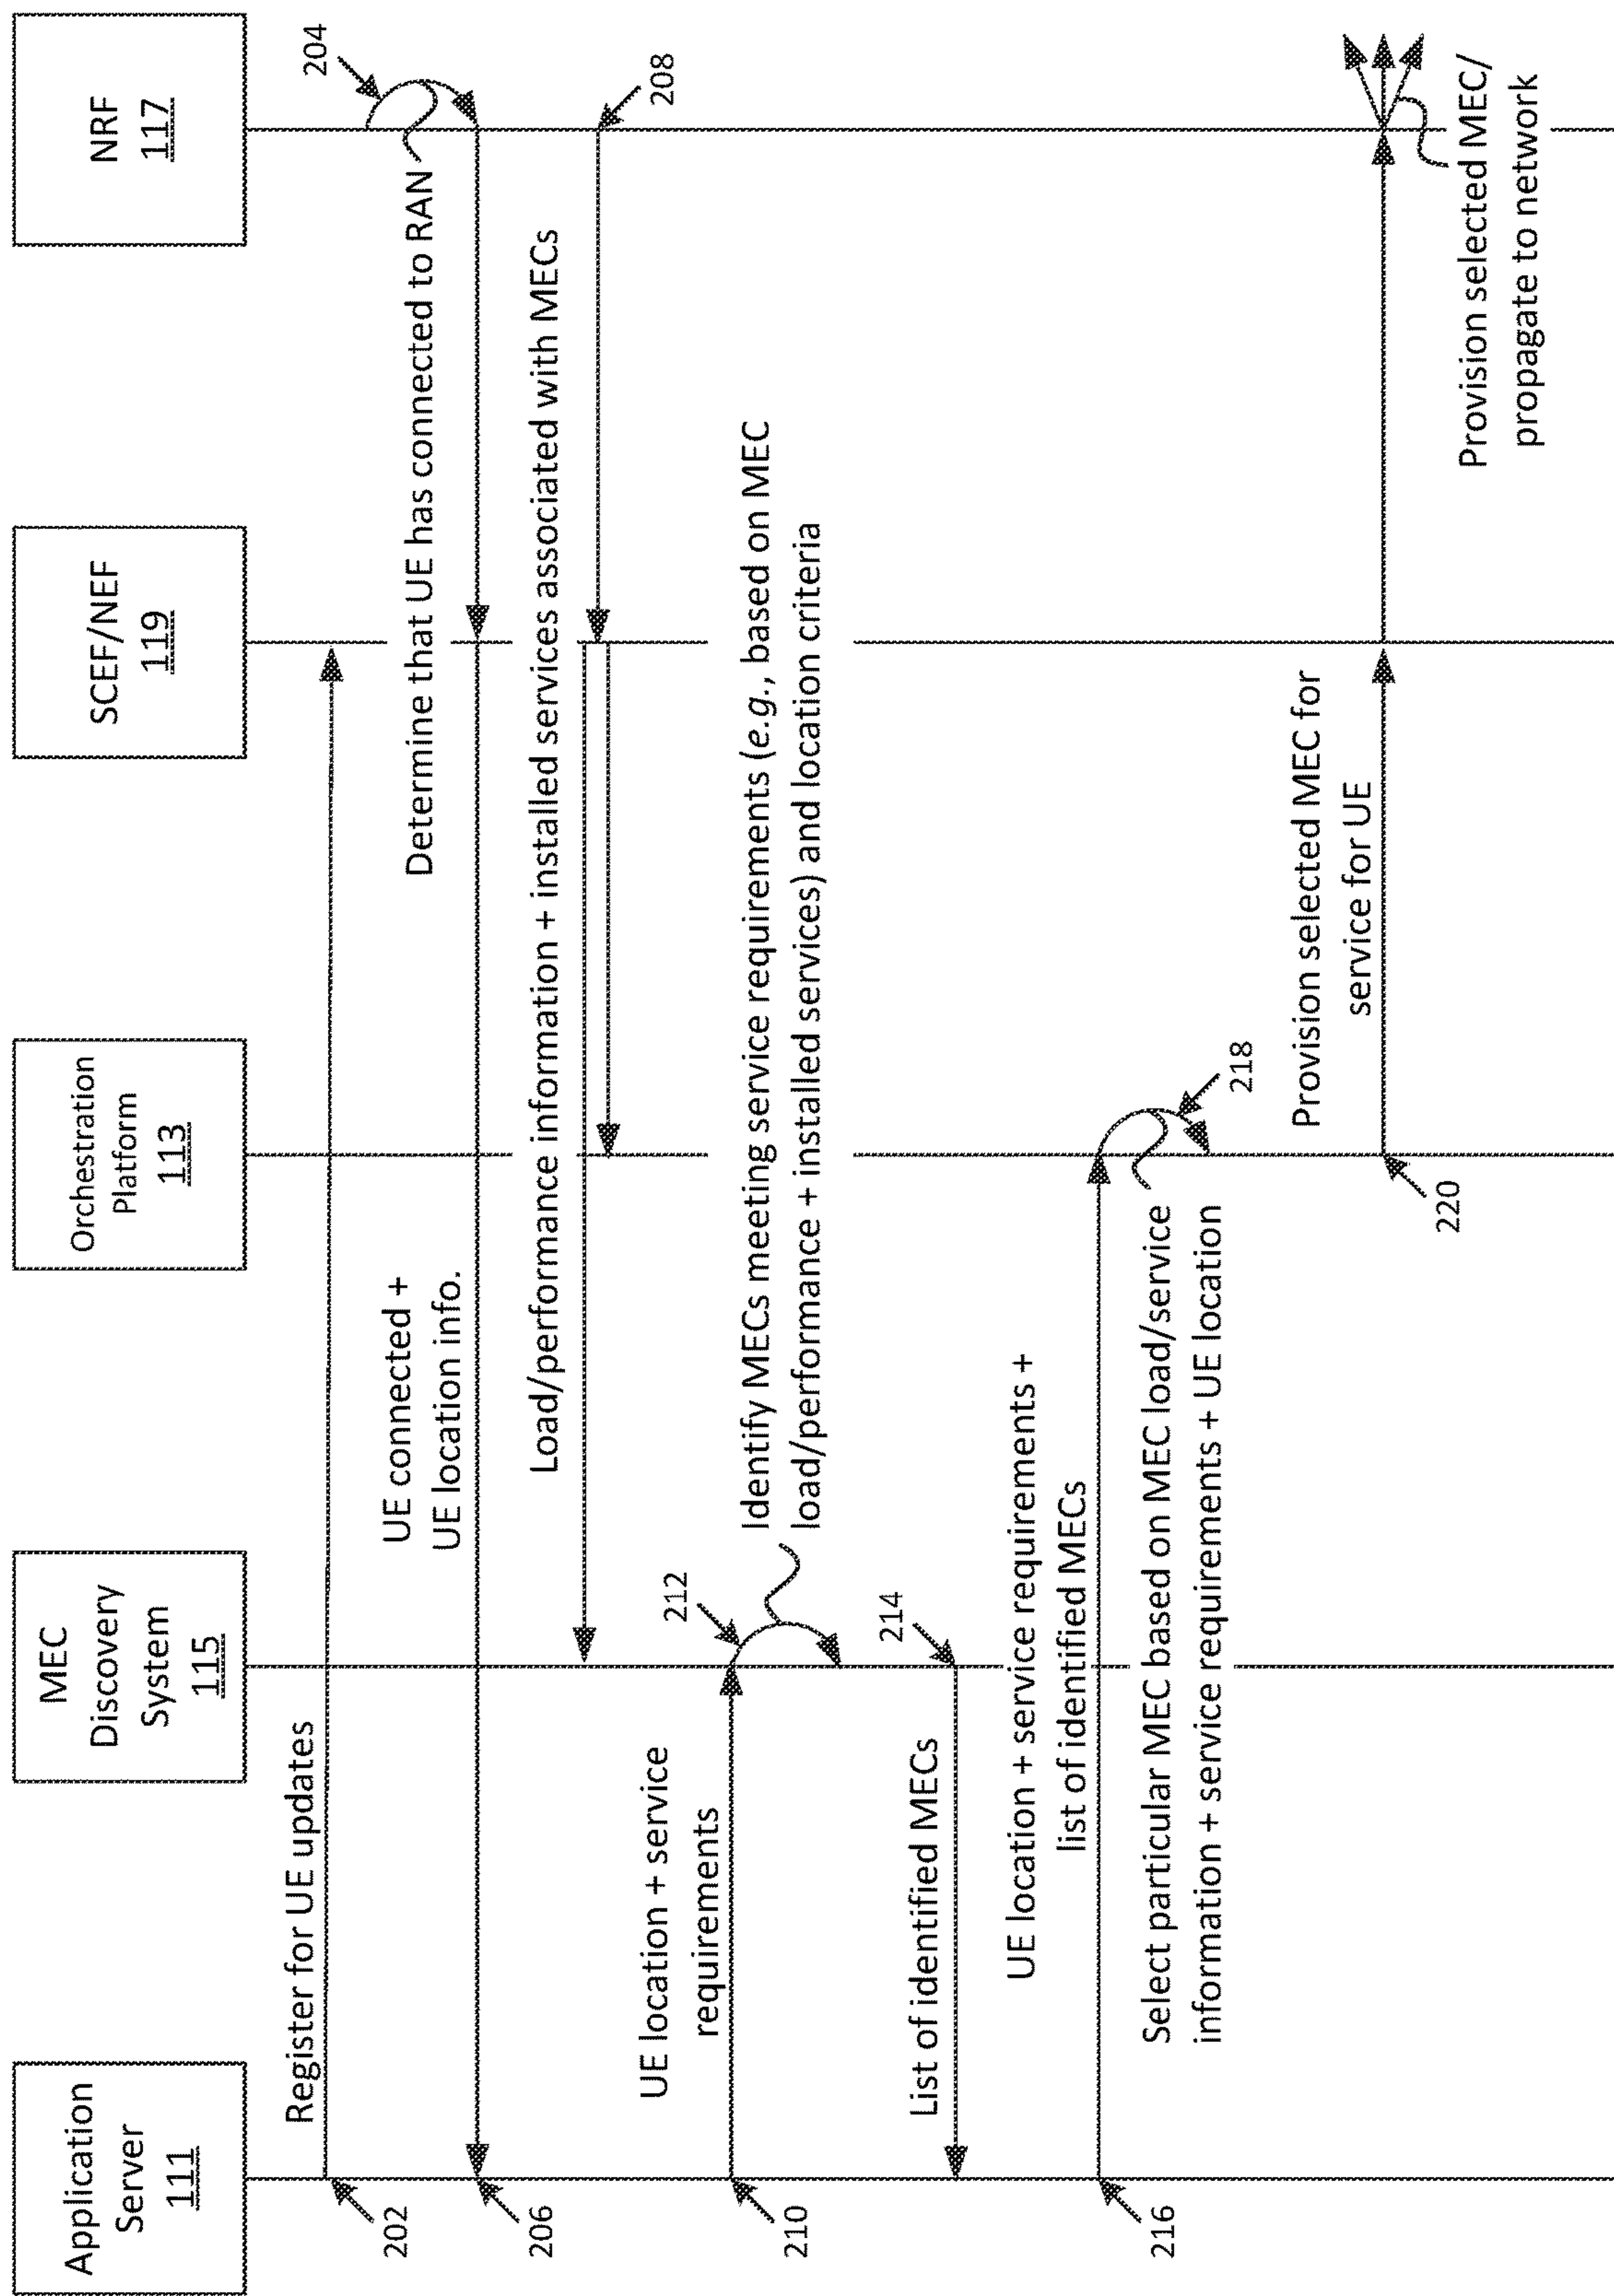 Application
Server
111
MEC
Discovery
System
115
Orchestration
Platform
113
SCEF/NEF
119
NRF
117
Register for UE updates
202
204
Determine that UE has connected to RAN
UE connected +
UE location info.
206
Load/performance information + installed services associated with MECs
208
UE location + service
requirements
210
212
Identify MECs meeting service requirements (e.g., based on MEC
load/performance + installed services) and location criteria
List of identified MECs
214
UE location + service requirements +
list of identified MECs
216
218
Select particular MEC based on MEC load/service
information + service requirements + UE location
Provision selected MEC for
service for UE
220
Provision selected MEC/
propagate to network